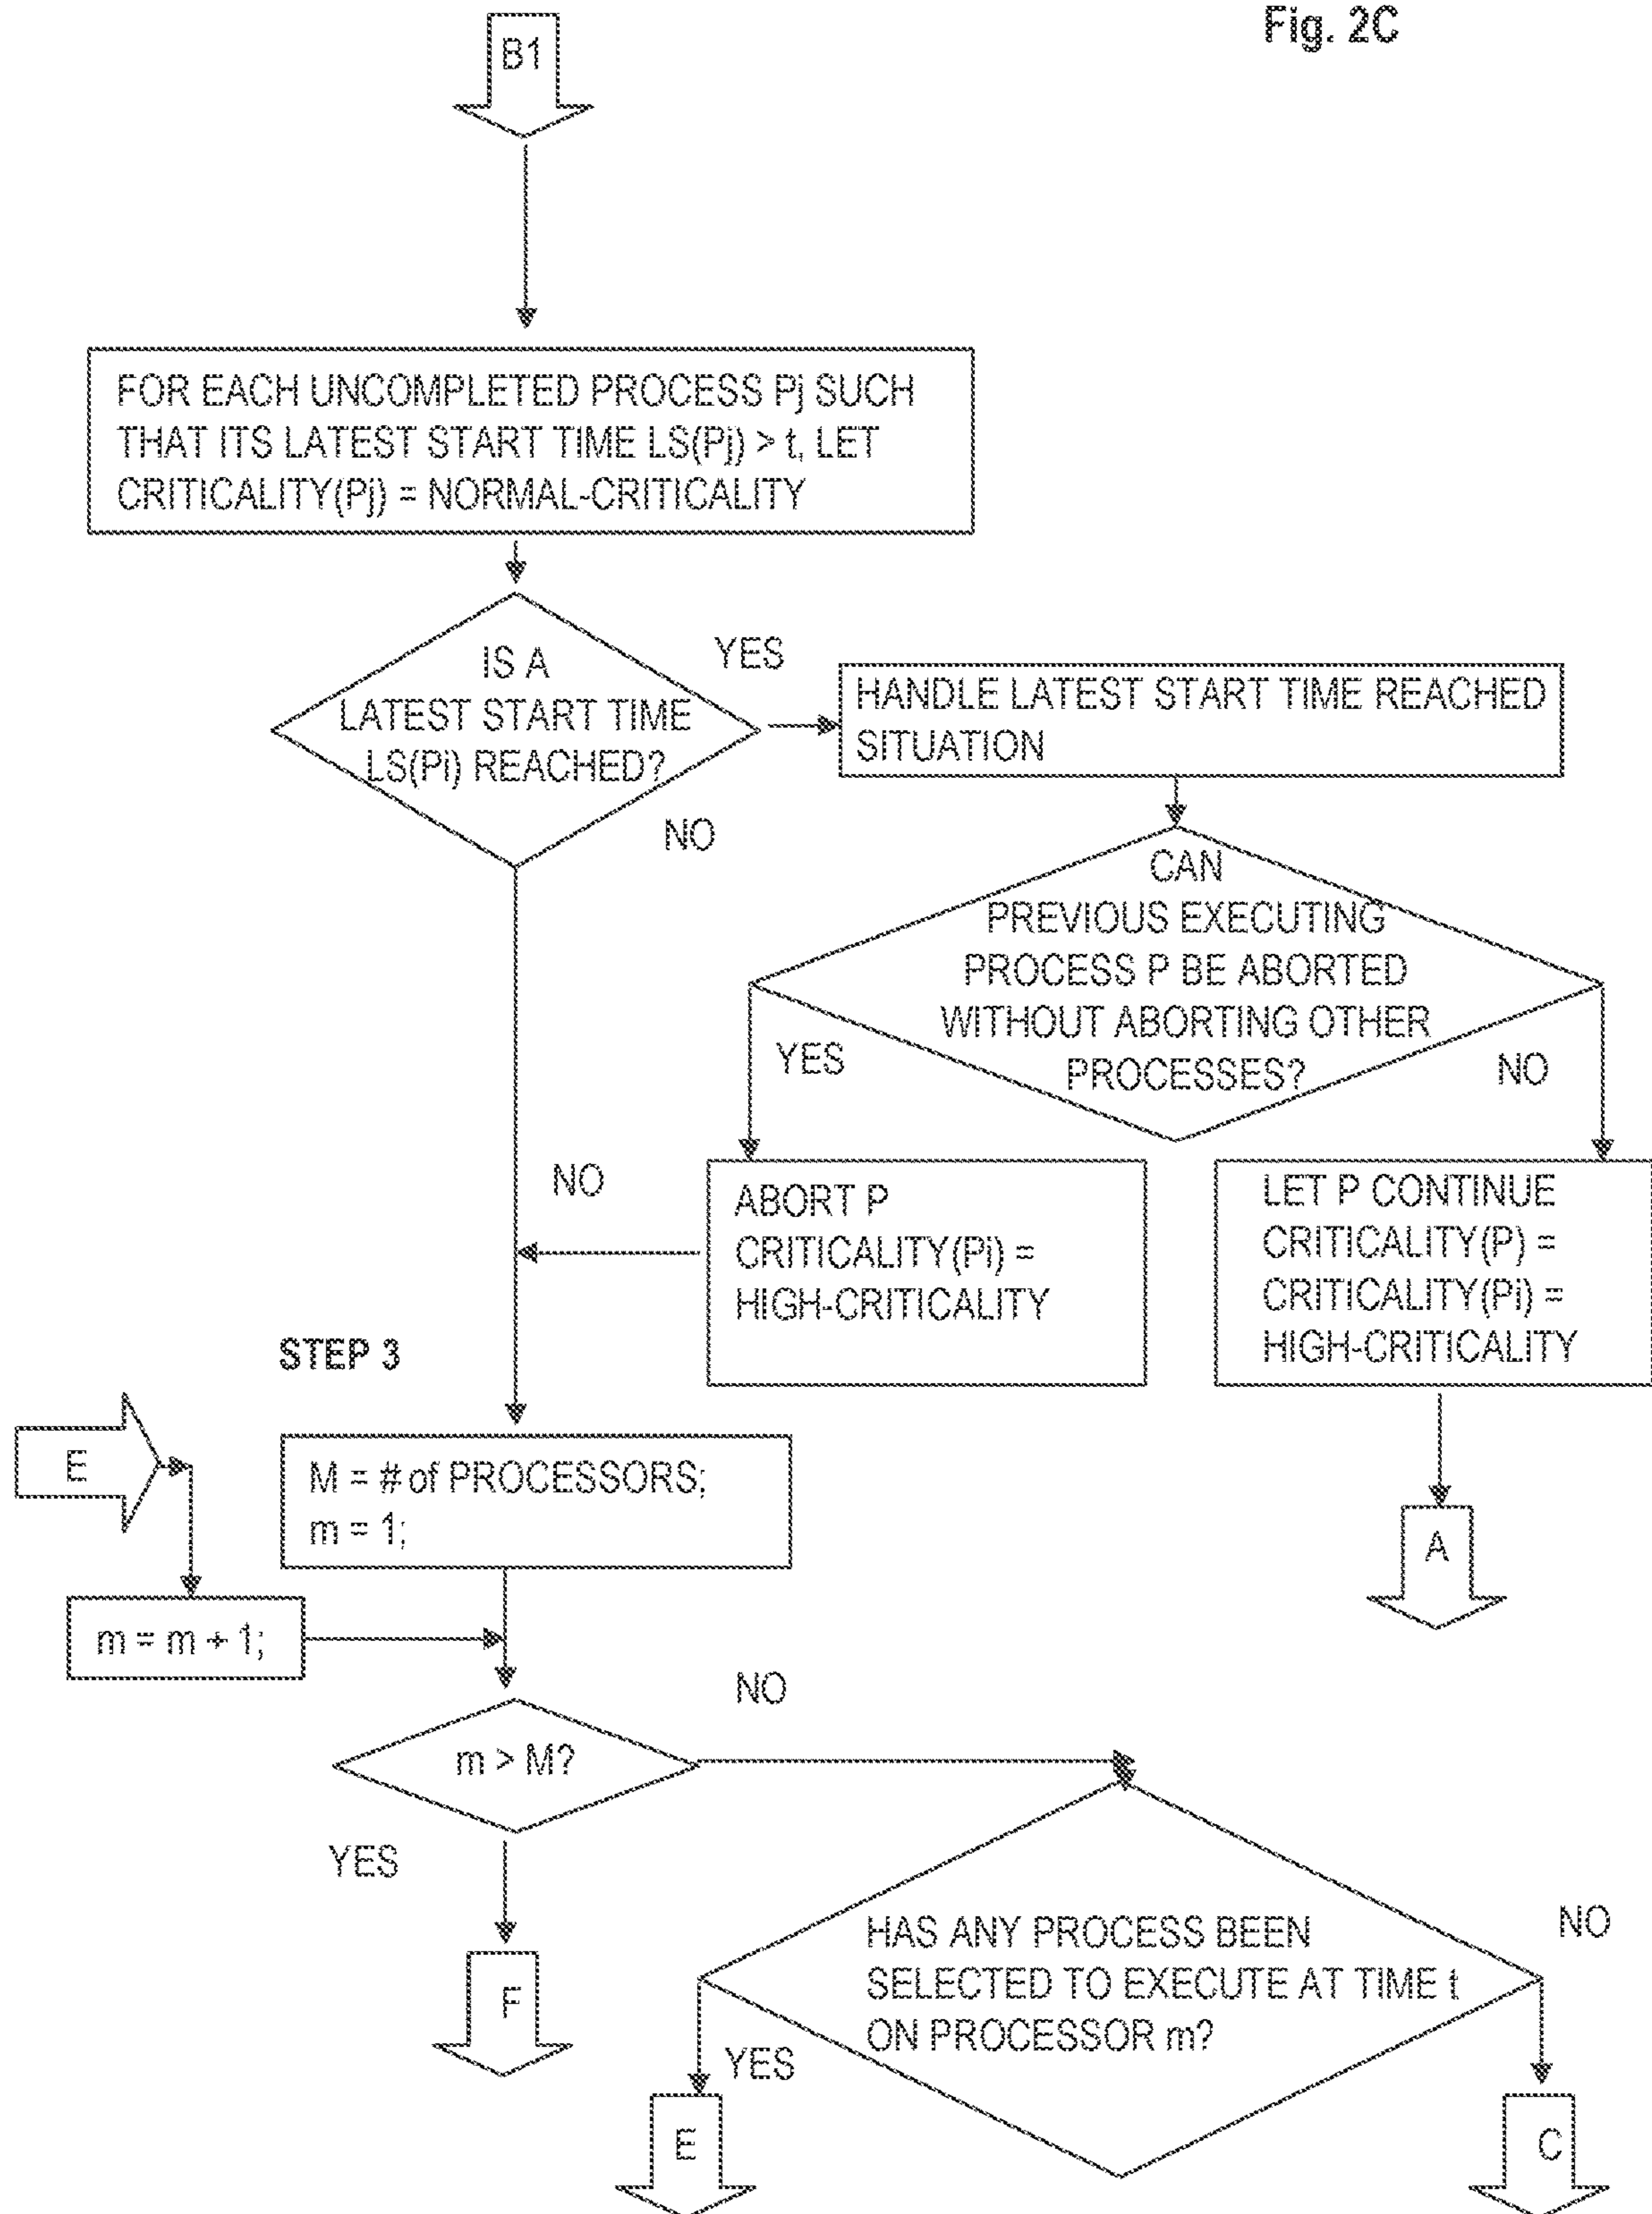 Fig. 2C
B1
FOR EACH UNCOMPLETED PROCESS Pj SUCH
THAT ITS LATEST START TIME LS(Pj) > t, LET
CRITICALITY(Pj) = NORMAL-CRITICALITY
IS A
LATEST START TIME
LS(Pi) REACHED?
YES
NO
HANDLE LATEST START TIME REACHED
SITUATION
CAN
PREVIOUS EXECUTING
PROCESS P BE ABORTED
WITHOUT ABORTING OTHER
PROCESSES?
YES
NO
NO
ABORT P
CRITICALITY(Pi) =
HIGH-CRITICALITY
LET P CONTINUE
CRITICALITY(P) =
CRITICALITY(Pi) =
HIGH-CRITICALITY
STEP 3
E
M = # of PROCESSORS;
m = 1;
A
m = m + 1;
NO
m > M?
YES
F
HAS ANY PROCESS BEEN
SELECTED TO EXECUTE AT TIME t
ON PROCESSOR m?
NO
YES
E
C